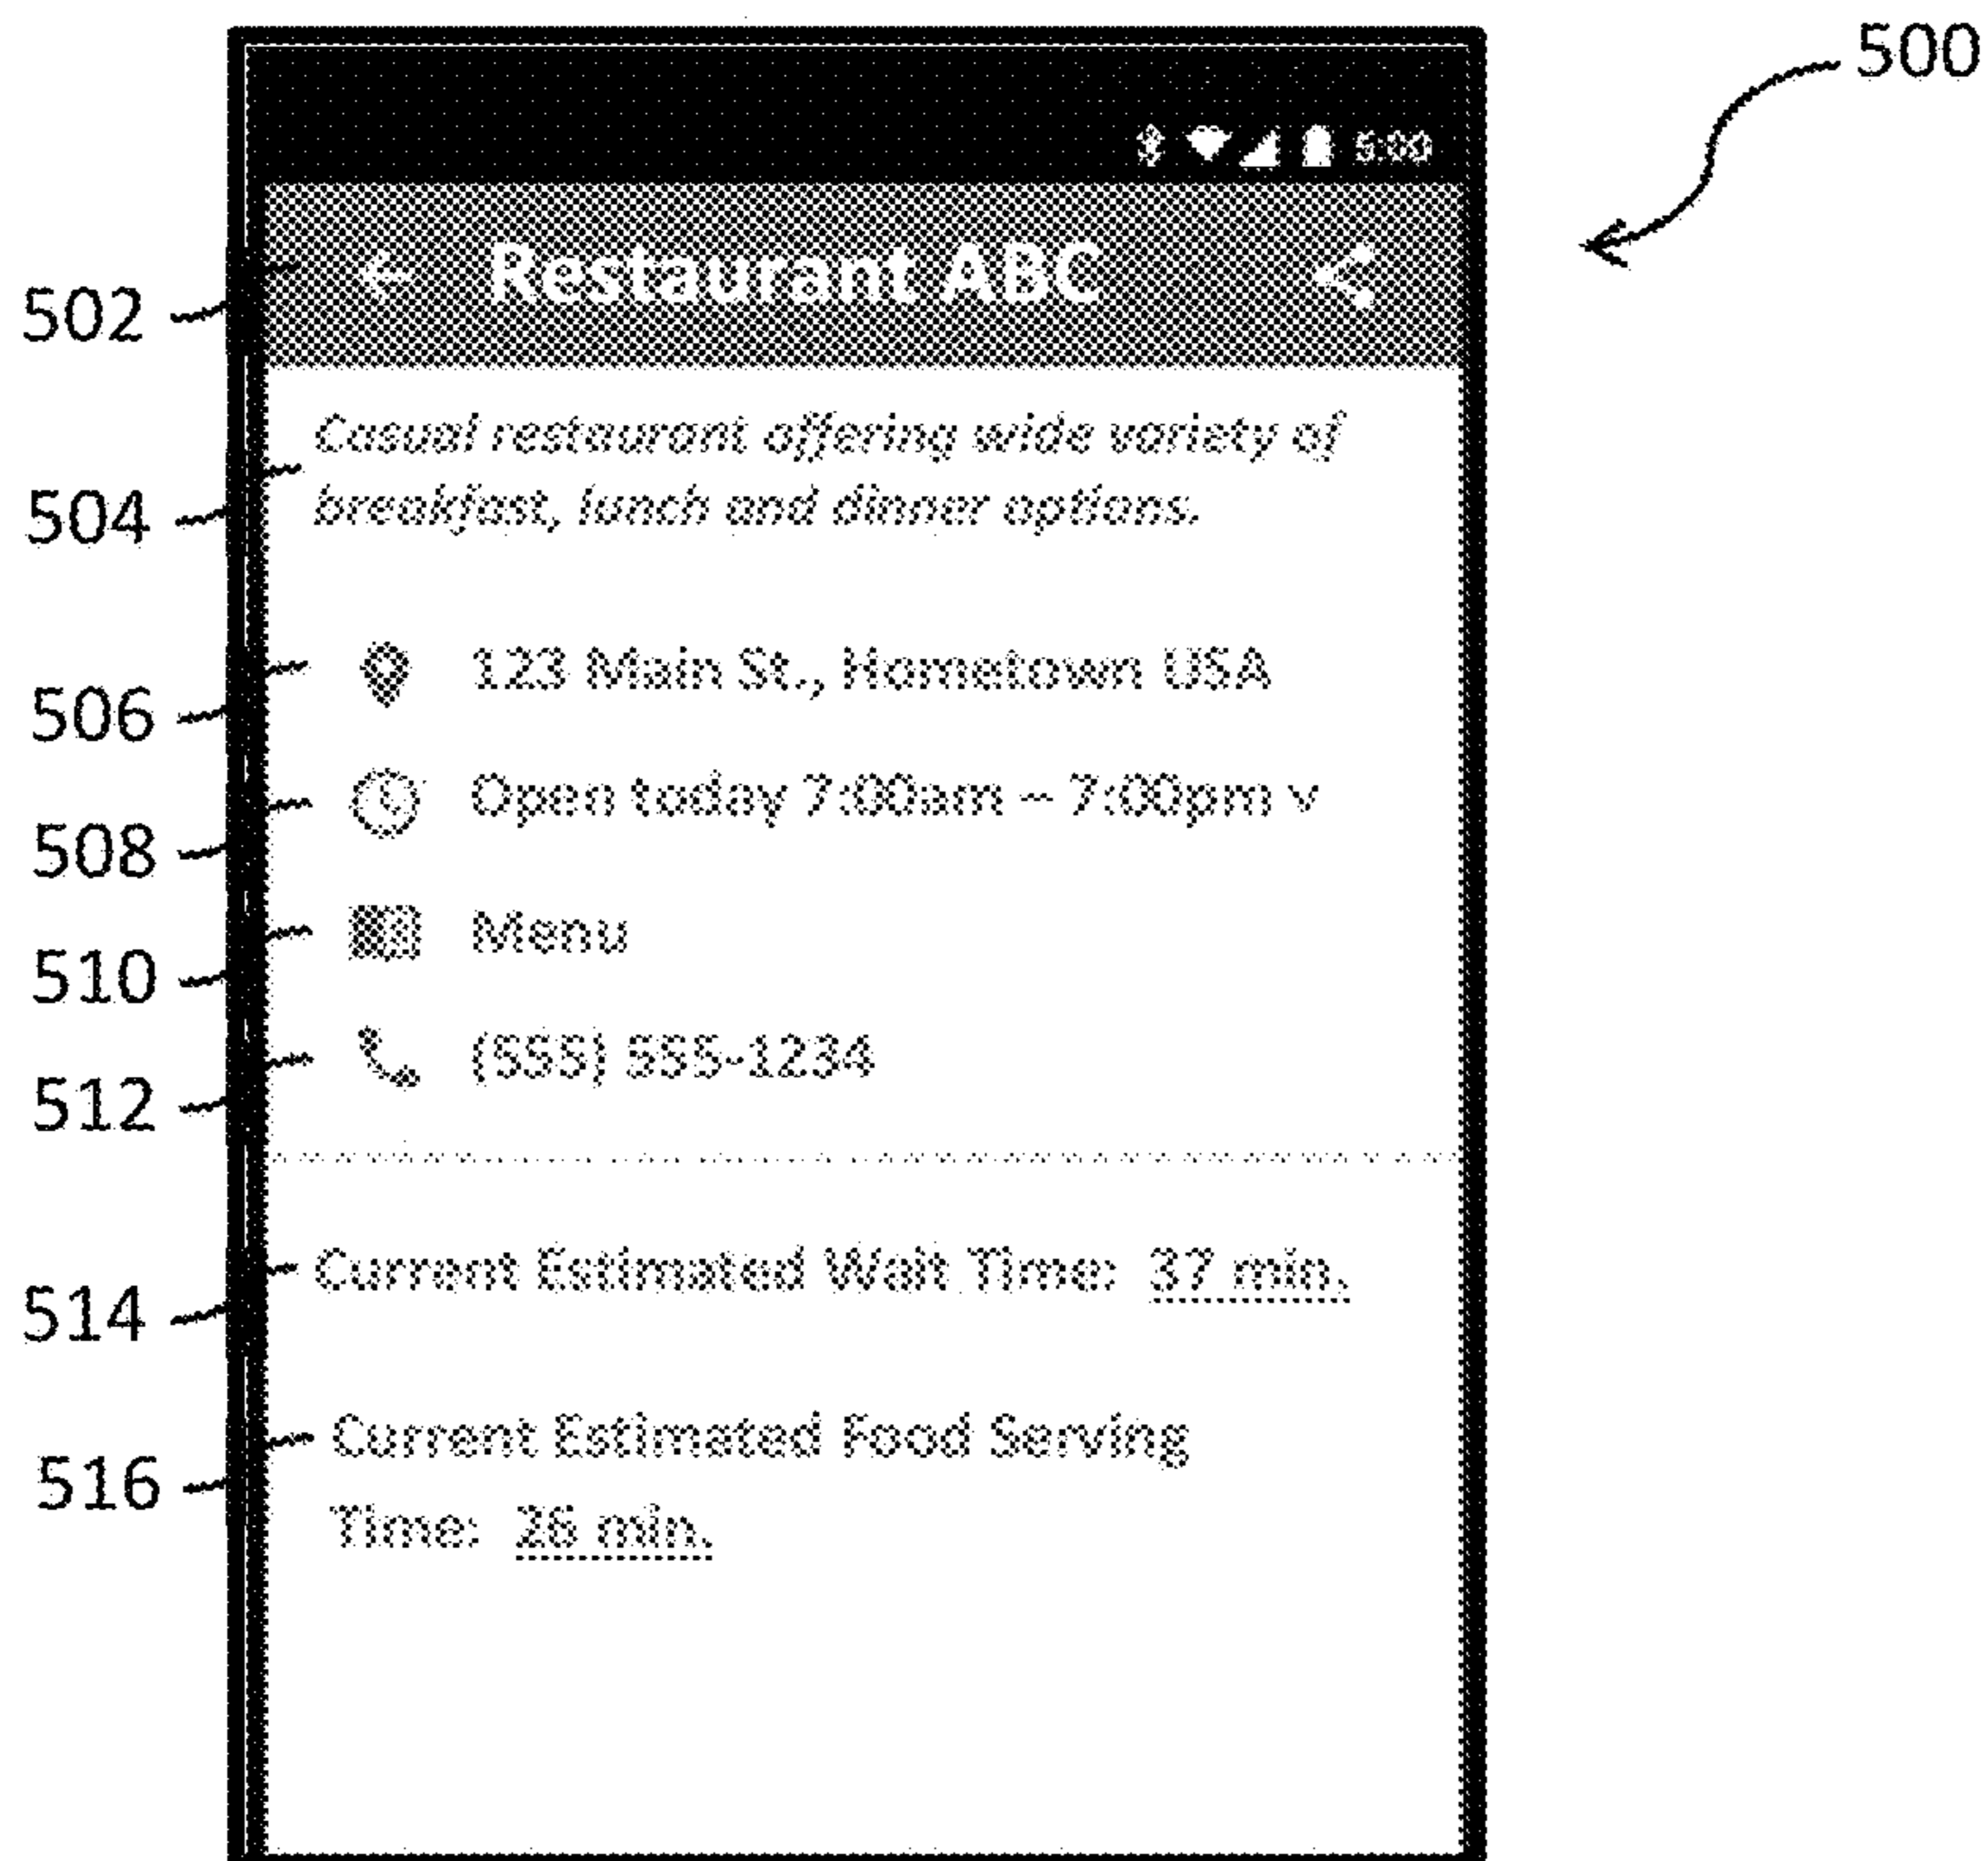 500
502
Restaurant ABC
504
Casual restaurant offering wide variety of
breakfast, lunch and dinner options.
506
123 Main St., Hometown USA
508
Open today 7:00am – 7:00pm v
510
Menu
512
(555) 555-1234
514
Current Estimated Wait Time: 37 min.
516
Current Estimated Food Serving
Time: 26 min.